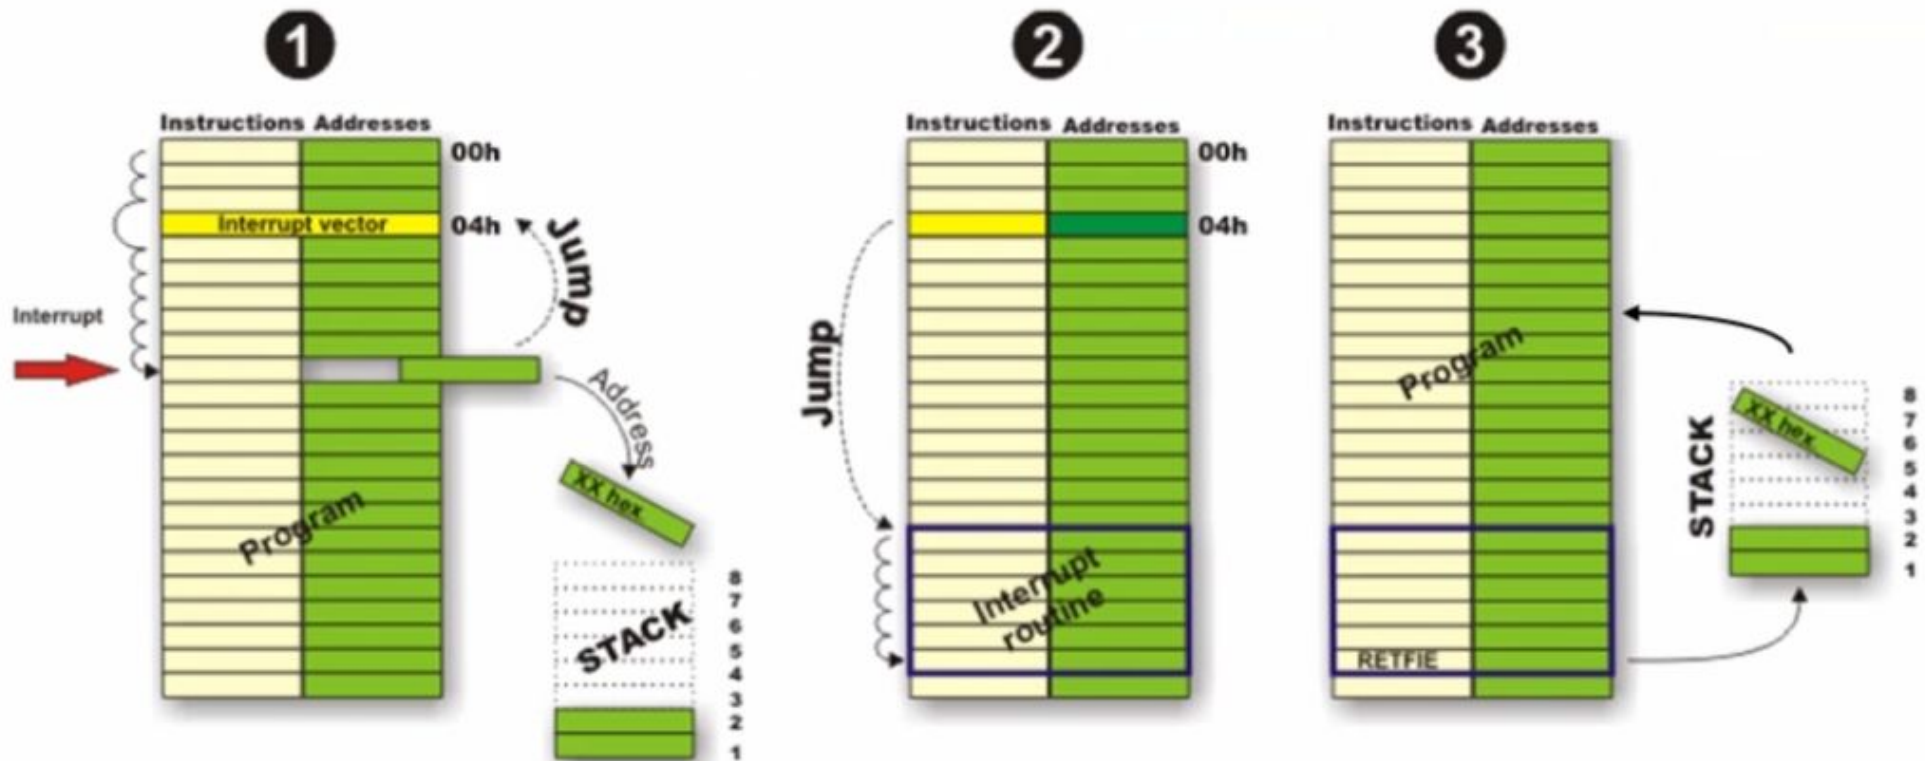 1
2
3
Instructions Addresses
00h
Interrupt vector
04h
Jump
Interrupt
Address
XX hex
Program
STACK
8
7
6
5
4
3
2
1
Instructions Addresses
00h
04h
Jump
Interrupt
routine
Instructions Addresses
Program
XX hex
STACK
8
7
6
5
4
3
2
1
RETFIE